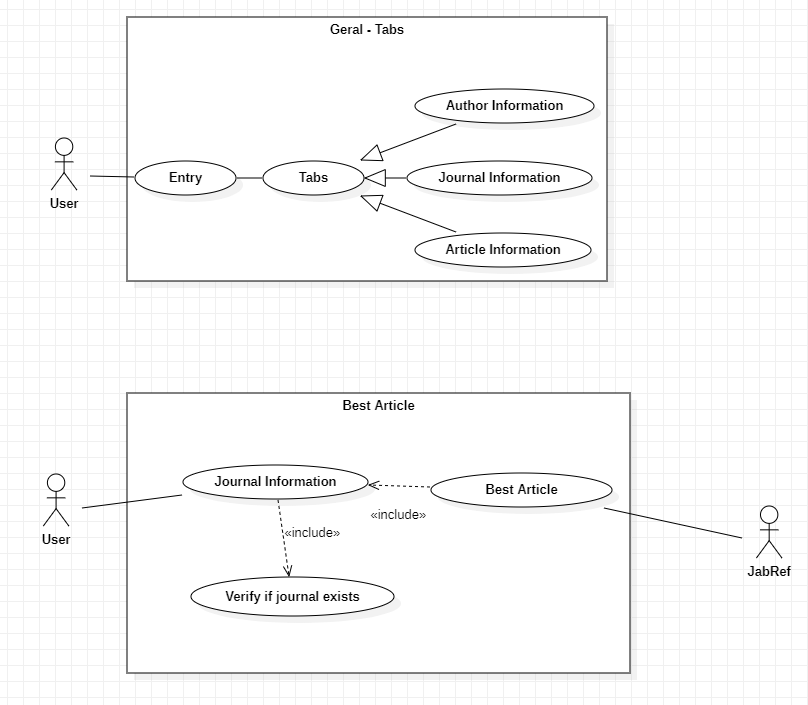 Geral - Tabs
Author Information
User
Entry
Tabs
Journal Information
Article Information
Best Article
User
Journal Information
Best Article
«include»
«include»
Verify if journal exists
JabRef